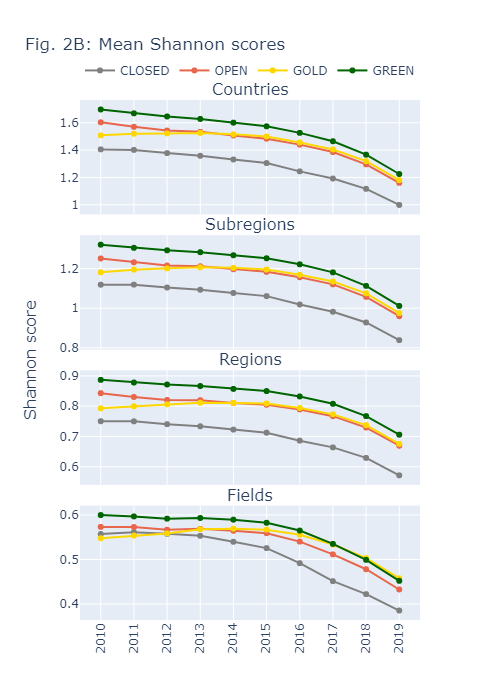 Fig. 2B: Mean Shannon scores
CLOSED OPEN GOLD GREEN
Countries
1.6
1.4
1.2
1
Subregions
1.2
1
0.8
Shannon score
Regions
0.9
0.8
0.7
0.6
Fields
0.6
0.5
0.4
2010 2011 2012 2013 2014 2015 2016 2017 2018 2019